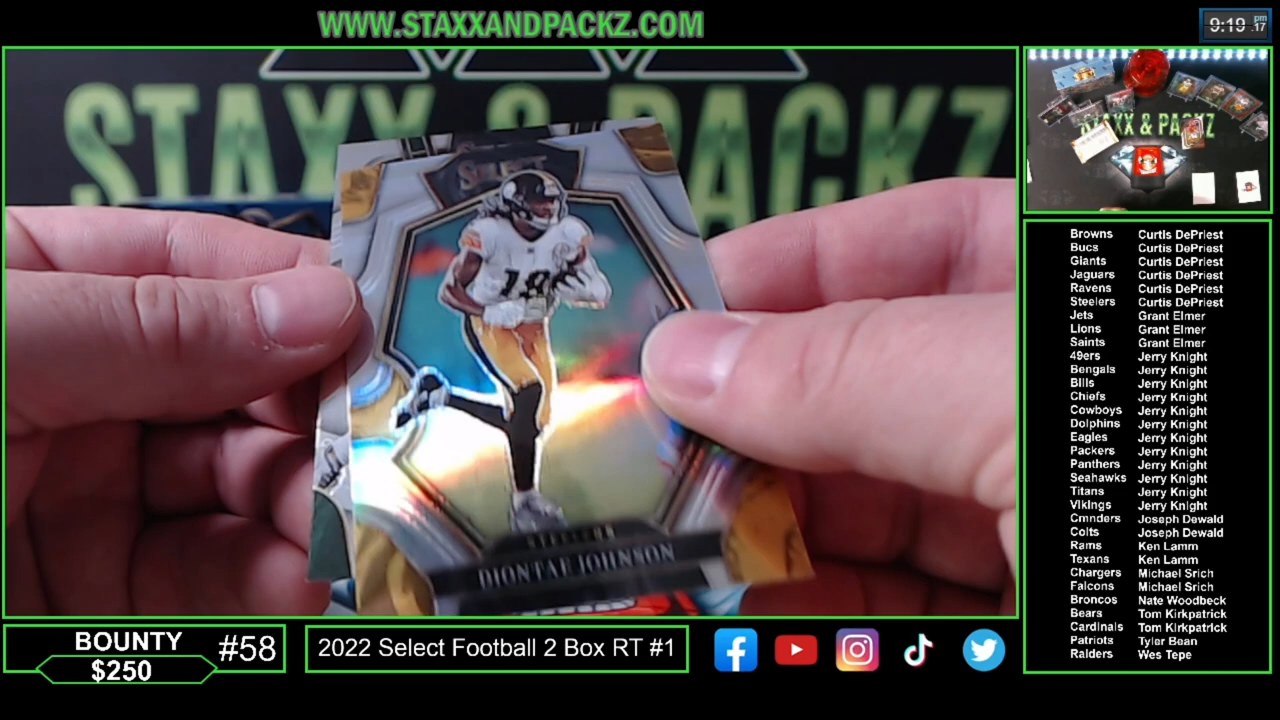 WWW.STAXXANDPACKZ.COM
9:19 pm
.17
STAXX & PACKZ
STAXX & PACKZ
SELECT
18
DIONTAE JOHNSON
Browns Curtis DePriest
Bucs Curtis DePriest
Giants Curtis DePriest
Jaguars Curtis DePriest
Ravens Curtis DePriest
Steelers Curtis DePriest
Jets Grant Elmer
Lions Grant Elmer
Saints Grant Elmer
49ers Jerry Knight
Bengals Jerry Knight
Bills Jerry Knight
Chiefs Jerry Knight
Cowboys Jerry Knight
Dolphins Jerry Knight
Eagles Jerry Knight
Packers Jerry Knight
Panthers Jerry Knight
Seahawks Jerry Knight
Titans Jerry Knight
Vikings Jerry Knight
Cmnders Joseph Dewald
Colts Joseph Dewald
Rams Ken Lamm
Texans Ken Lamm
Chargers Michael Srich
Falcons Michael Srich
Broncos Nate Woodbeck
Bears Tom Kirkpatrick
Cardinals Tom Kirkpatrick
Patriots Tyler Bean
Raiders Wes Tepe
BOUNTY
$250
#58
2022 Select Football 2 Box RT #1